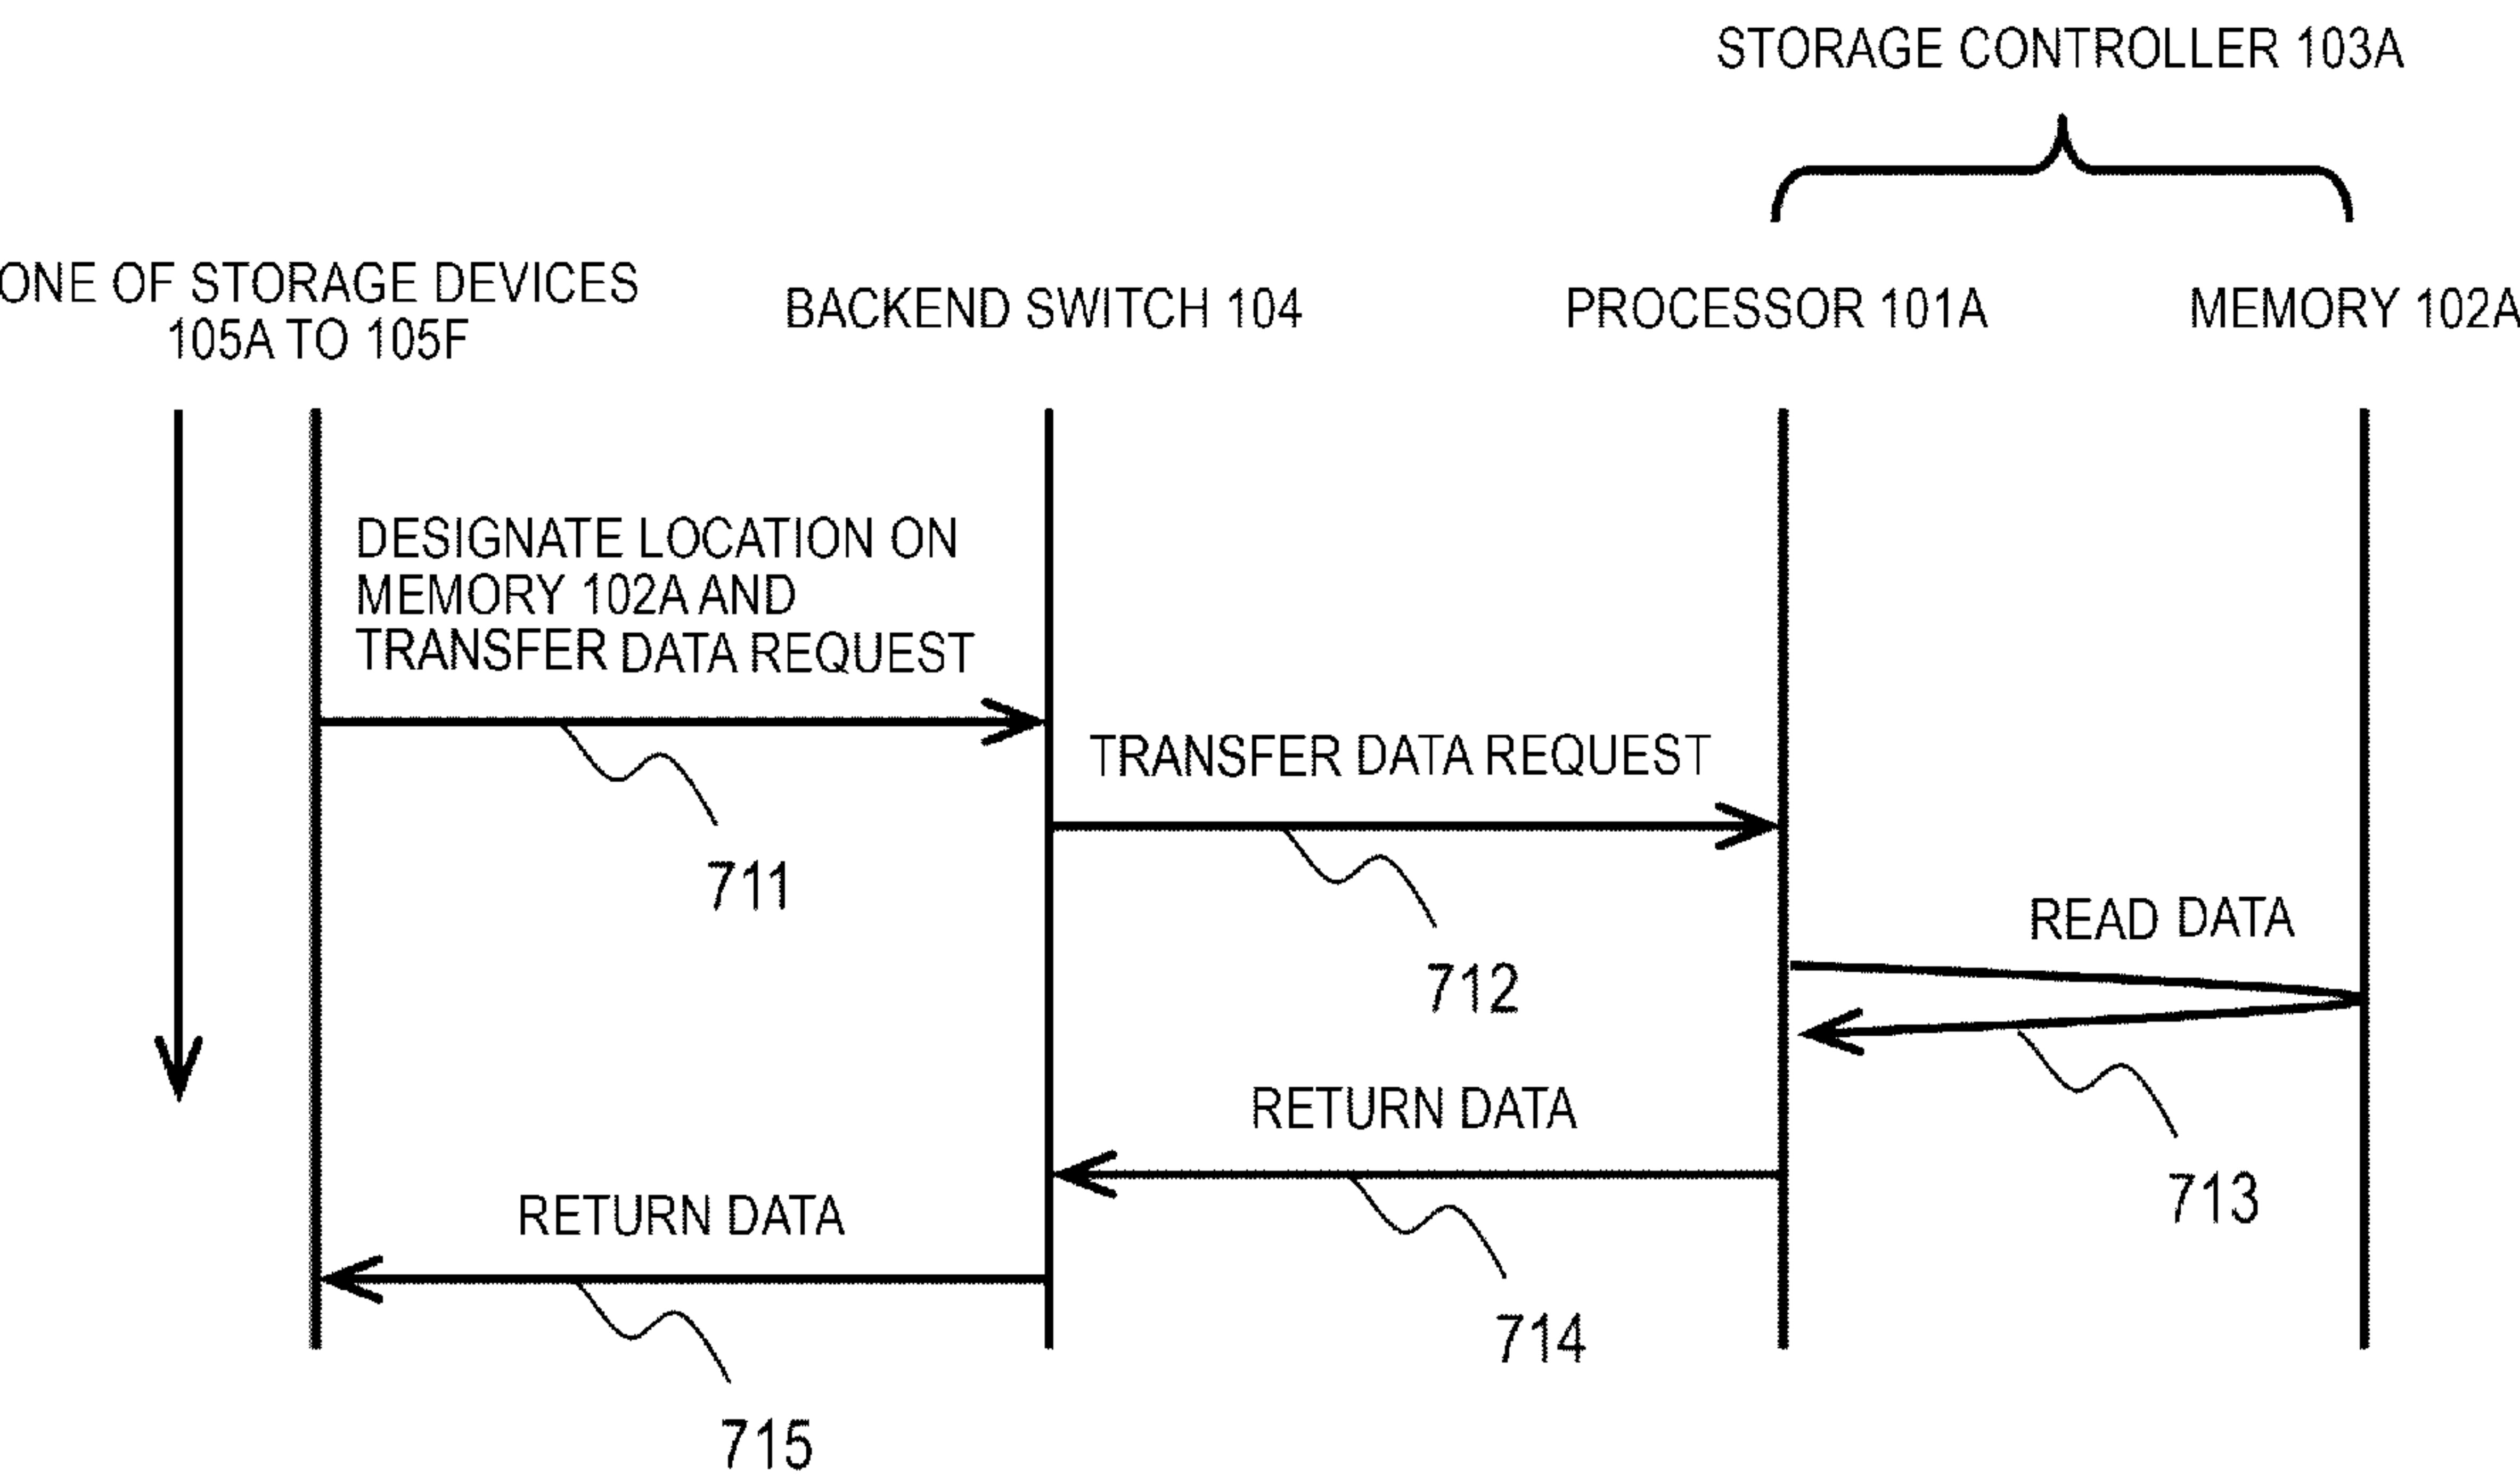 STORAGE CONTROLLER 103A
ONE OF STORAGE DEVICES
105A TO 105F
BACKEND SWITCH 104
PROCESSOR 101A
MEMORY 102A
DESIGNATE LOCATION ON
MEMORY 102A AND
TRANSFER DATA REQUEST
711
TRANSFER DATA REQUEST
712
READ DATA
713
RETURN DATA
714
RETURN DATA
715